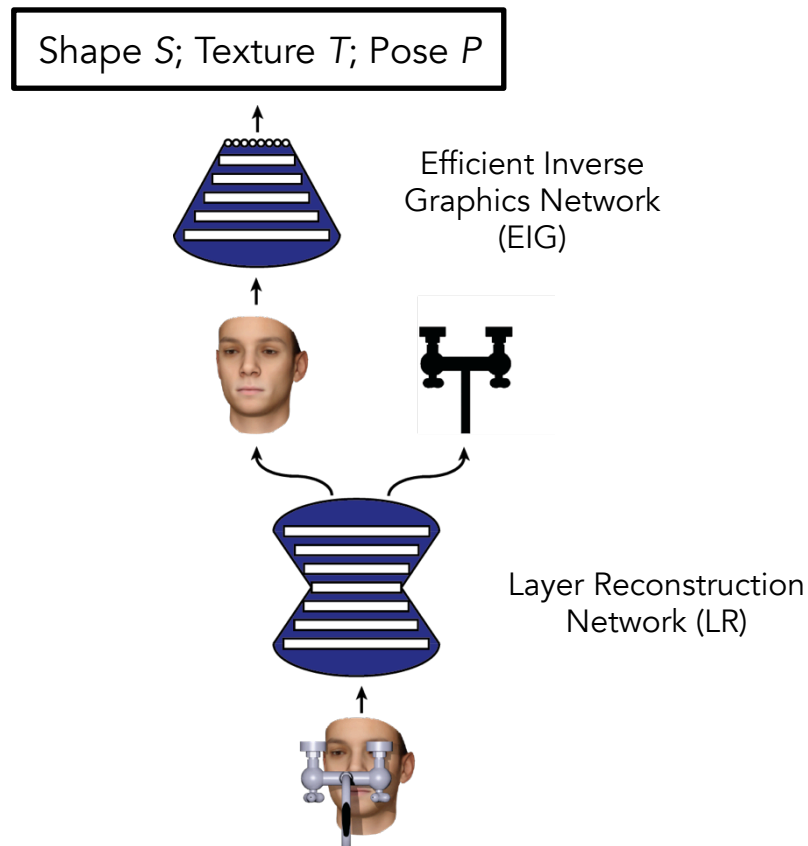 Shape S; Texture T; Pose P
Efficient Inverse
Graphics Network
(EIG)
Layer Reconstruction
Network (LR)